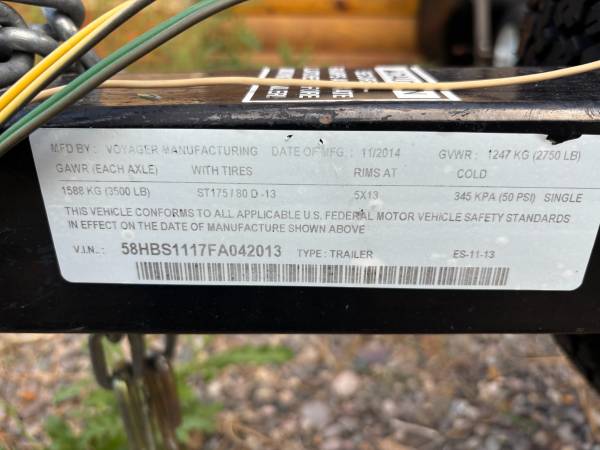 MFD BY : VOYAGER MANUFACTURING DATE OF MFG. : 11/2014 GVWR : 1247 KG (2750 LB)
GAWR (EACH AXLE) WITH TIRES RIMS AT COLD
1588 KG (3500 LB) ST175 / 80 D -13 5X13 345 KPA (50 PSI) SINGLE
THIS VEHICLE CONFORMS TO ALL APPLICABLE U.S. FEDERAL MOTOR VEHICLE SAFETY STANDARDS
IN EFFECT ON THE DATE OF MANUFACTURE SHOWN ABOVE
V.I.N.: 58HBS1117FA042013 TYPE : TRAILER ES-11-13